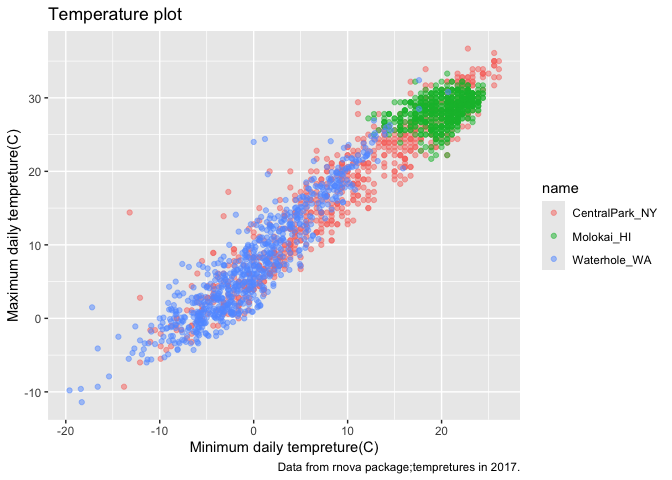 Temperature plot
Maximum daily tempreture(C)
30
20
10
0
-10
-20
-10
0
10
20
Minimum daily tempreture(C)
name
CentralPark_NY
Molokai_HI
Waterhole_WA
Data from rnova package;tempretures in 2017.